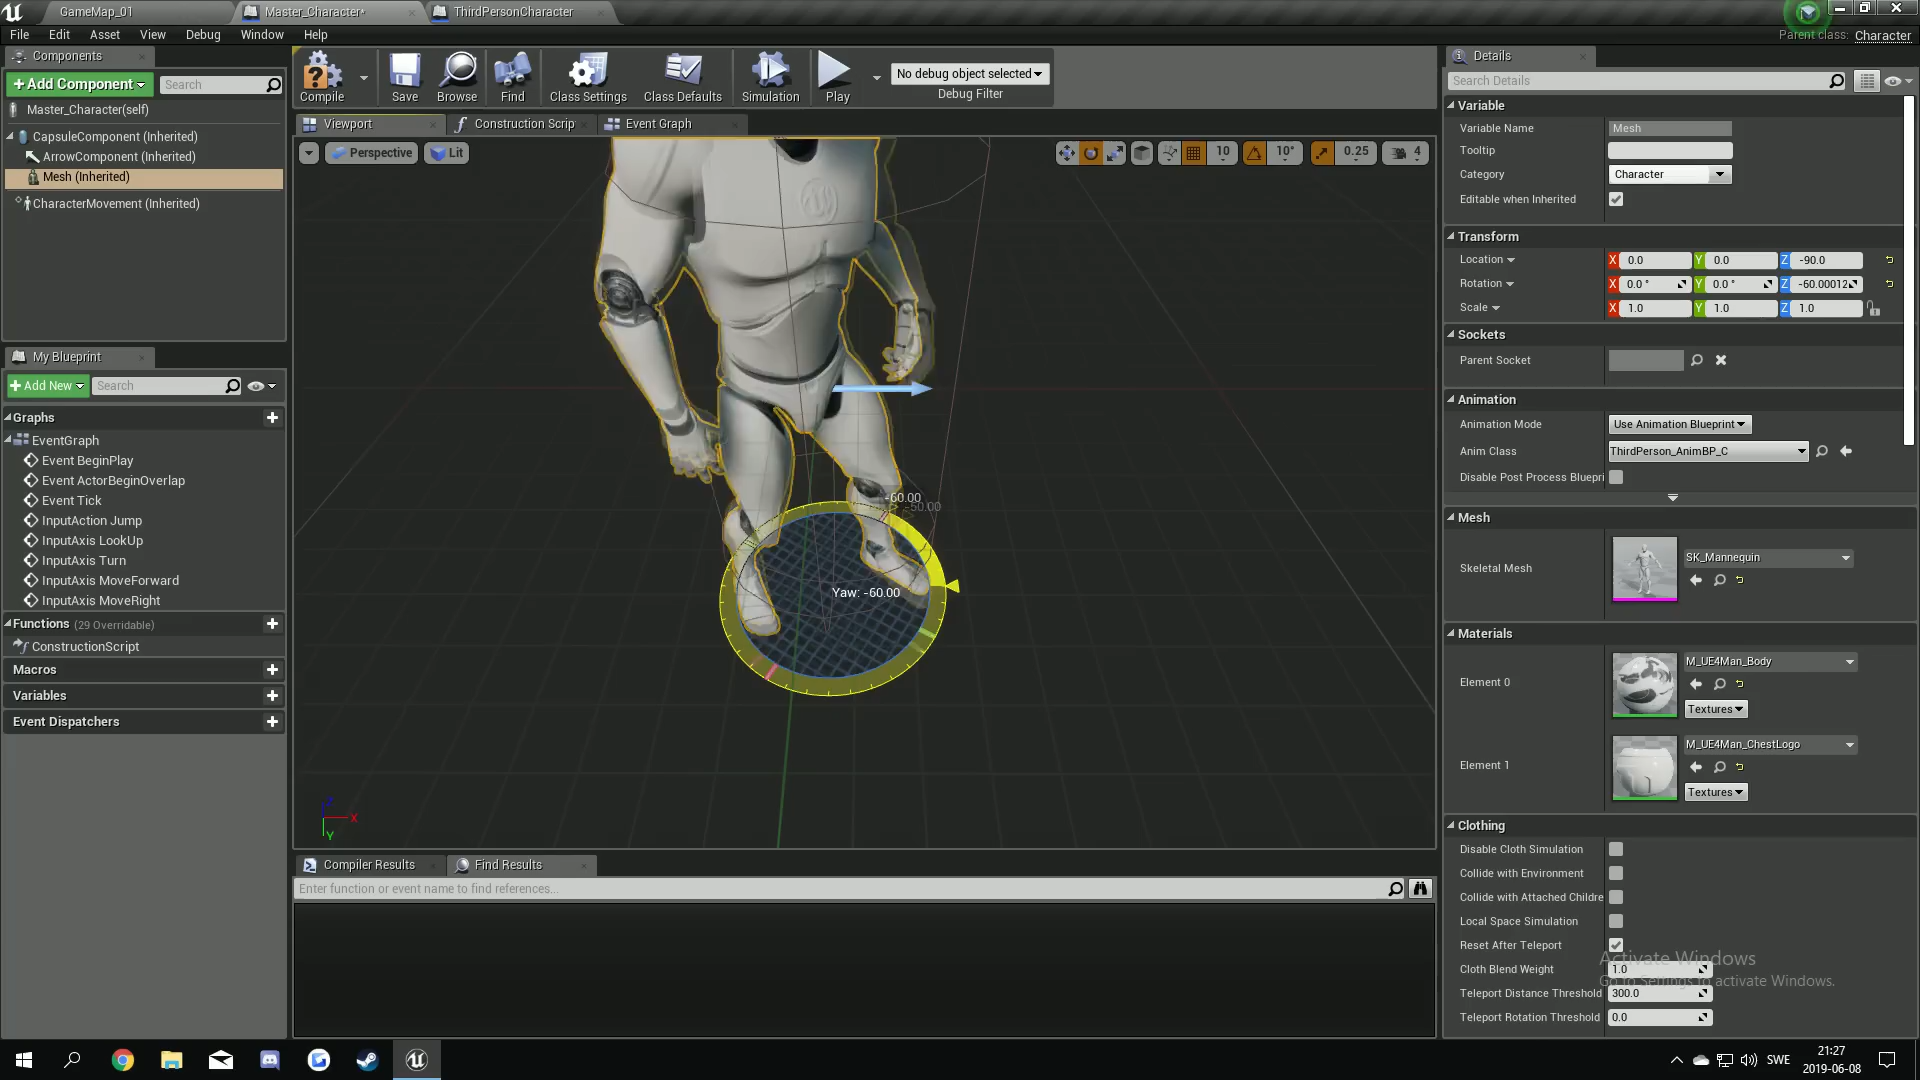 GameMap_01
Master_Character*
ThirdPersonCharacter
File Edit Asset View Debug Window Help
Parent class: Character
Components
+ Add Component
Search
Master_Character(self)
CapsuleComponent (Inherited)
ArrowComponent (Inherited)
Mesh (Inherited)
CharacterMovement (Inherited)
My Blueprint
+ Add New
Search
Graphs
EventGraph
Event BeginPlay
Event ActorBeginOverlap
Event Tick
InputAction Jump
InputAxis LookUp
InputAxis Turn
InputAxis MoveForward
InputAxis MoveRight
Functions (29 Overridable)
ConstructionScript
Macros
Variables
Event Dispatchers
Compile
Save
Browse
Find
Class Settings
Class Defaults
Simulation
Play
No debug object selected
Debug Filter
Viewport
Construction Scrip
Event Graph
Perspective
Lit
10
10°
0.25
4
-60.00
-50.00
Yaw: -60.00
Z
X
Y
Compiler Results
Find Results
Enter function or event name to find references...
Details
Search Details
Variable
Variable Name Mesh
Tooltip
Category Character
Editable when Inherited
Transform
Location X 0.0 Y 0.0 Z -90.0
Rotation X 0.0 ° Y 0.0 ° Z -60.00012
Scale X 1.0 Y 1.0 Z 1.0
Sockets
Parent Socket
Animation
Animation Mode Use Animation Blueprint
Anim Class ThirdPerson_AnimBP_C
Disable Post Process Bluepri
Mesh
Skeletal Mesh SK_Mannequin
Materials
Element 0 M_UE4Man_Body
Textures
Element 1 M_UE4Man_ChestLogo
Textures
Clothing
Disable Cloth Simulation
Collide with Environment
Collide with Attached Childre
Local Space Simulation
Reset After Teleport
Cloth Blend Weight 1.0
Teleport Distance Threshold 300.0
Teleport Rotation Threshold 0.0
Activate Windows
Go to Settings to activate Windows.
SWE
21:27
2019-06-08